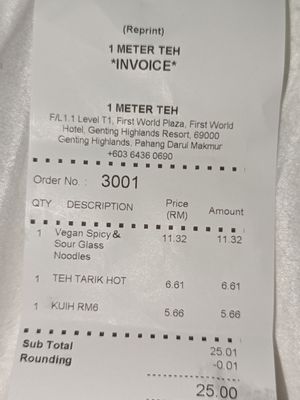 (Reprint)
1 METER TEH
*INVOICE*
1 METER TEH
F/L1.1 Level T1, First World Plaza, First World
Hotel, Genting Highlands Resort, 69000
Genting Highlands, Pahang Darul Makmur
+603 6436 0690
Order No. : 3001
QTY DESCRIPTION Price (RM) Amount
1 Vegan Spicy & 11.32 11.32
Sour Glass
Noodles
1 TEH TARIK HOT 6.61 6.61
1 KUIH RM6 5.66 5.66
Sub Total 25.01
Rounding -0.01
25.00